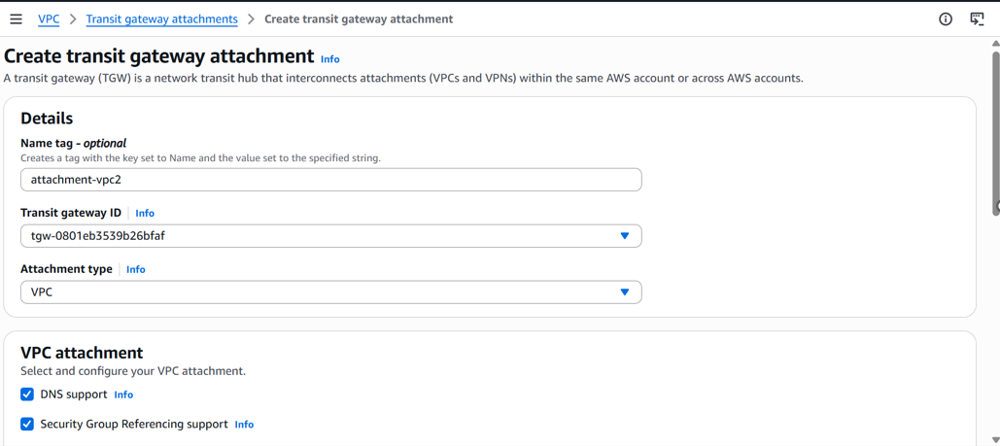 VPC > Transit gateway attachments > Create transit gateway attachment
Create transit gateway attachment Info
A transit gateway (TGW) is a network transit hub that interconnects attachments (VPCs and VPNs) within the same AWS account or across AWS accounts.
Details
Name tag - optional
Creates a tag with the key set to Name and the value set to the specified string.
attachment-vpc2
Transit gateway ID | Info
tgw-0801eb3539b26bfaf
Attachment type | Info
VPC
VPC attachment
Select and configure your VPC attachment.
DNS support Info
Security Group Referencing support Info